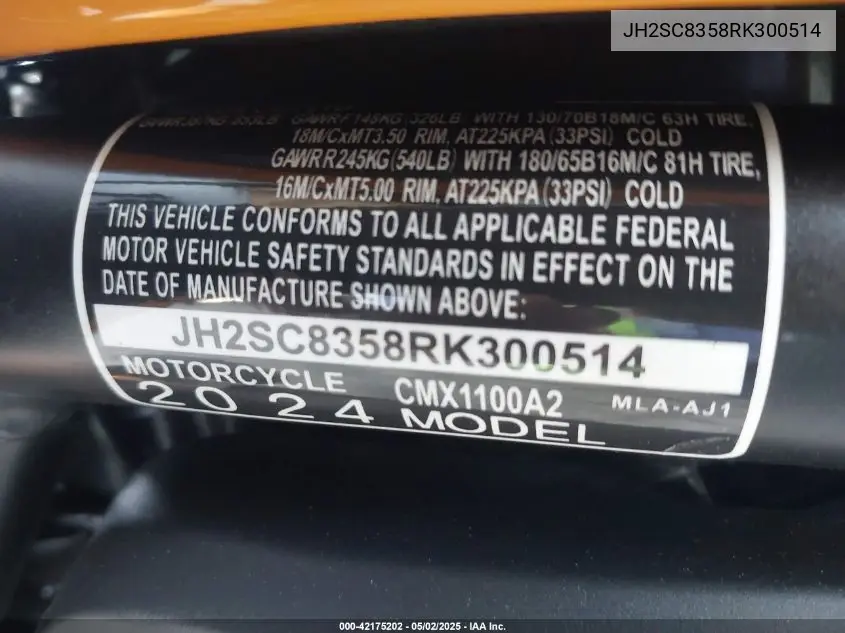 JH2SC8358RK300514
GAWRF 148KG (326LB) WITH 130/70B18M/C 63H TIRE,
18M/CxMT3.50 RIM, AT225KPA (33PSI) COLD
GAWRR245KG (540LB) WITH 180/65B16M/C 81H TIRE,
16M/CxMT5.00 RIM, AT225KPA (33PSI) COLD
THIS VEHICLE CONFORMS TO ALL APPLICABLE FEDERAL
MOTOR VEHICLE SAFETY STANDARDS IN EFFECT ON THE
DATE OF MANUFACTURE SHOWN ABOVE:
JH2SC8358RK300514
MOTORCYCLE CMX1100A2 MLA-AJ1
2024 MODEL
000-42175202 - 05/02/2025 - IAA Inc.